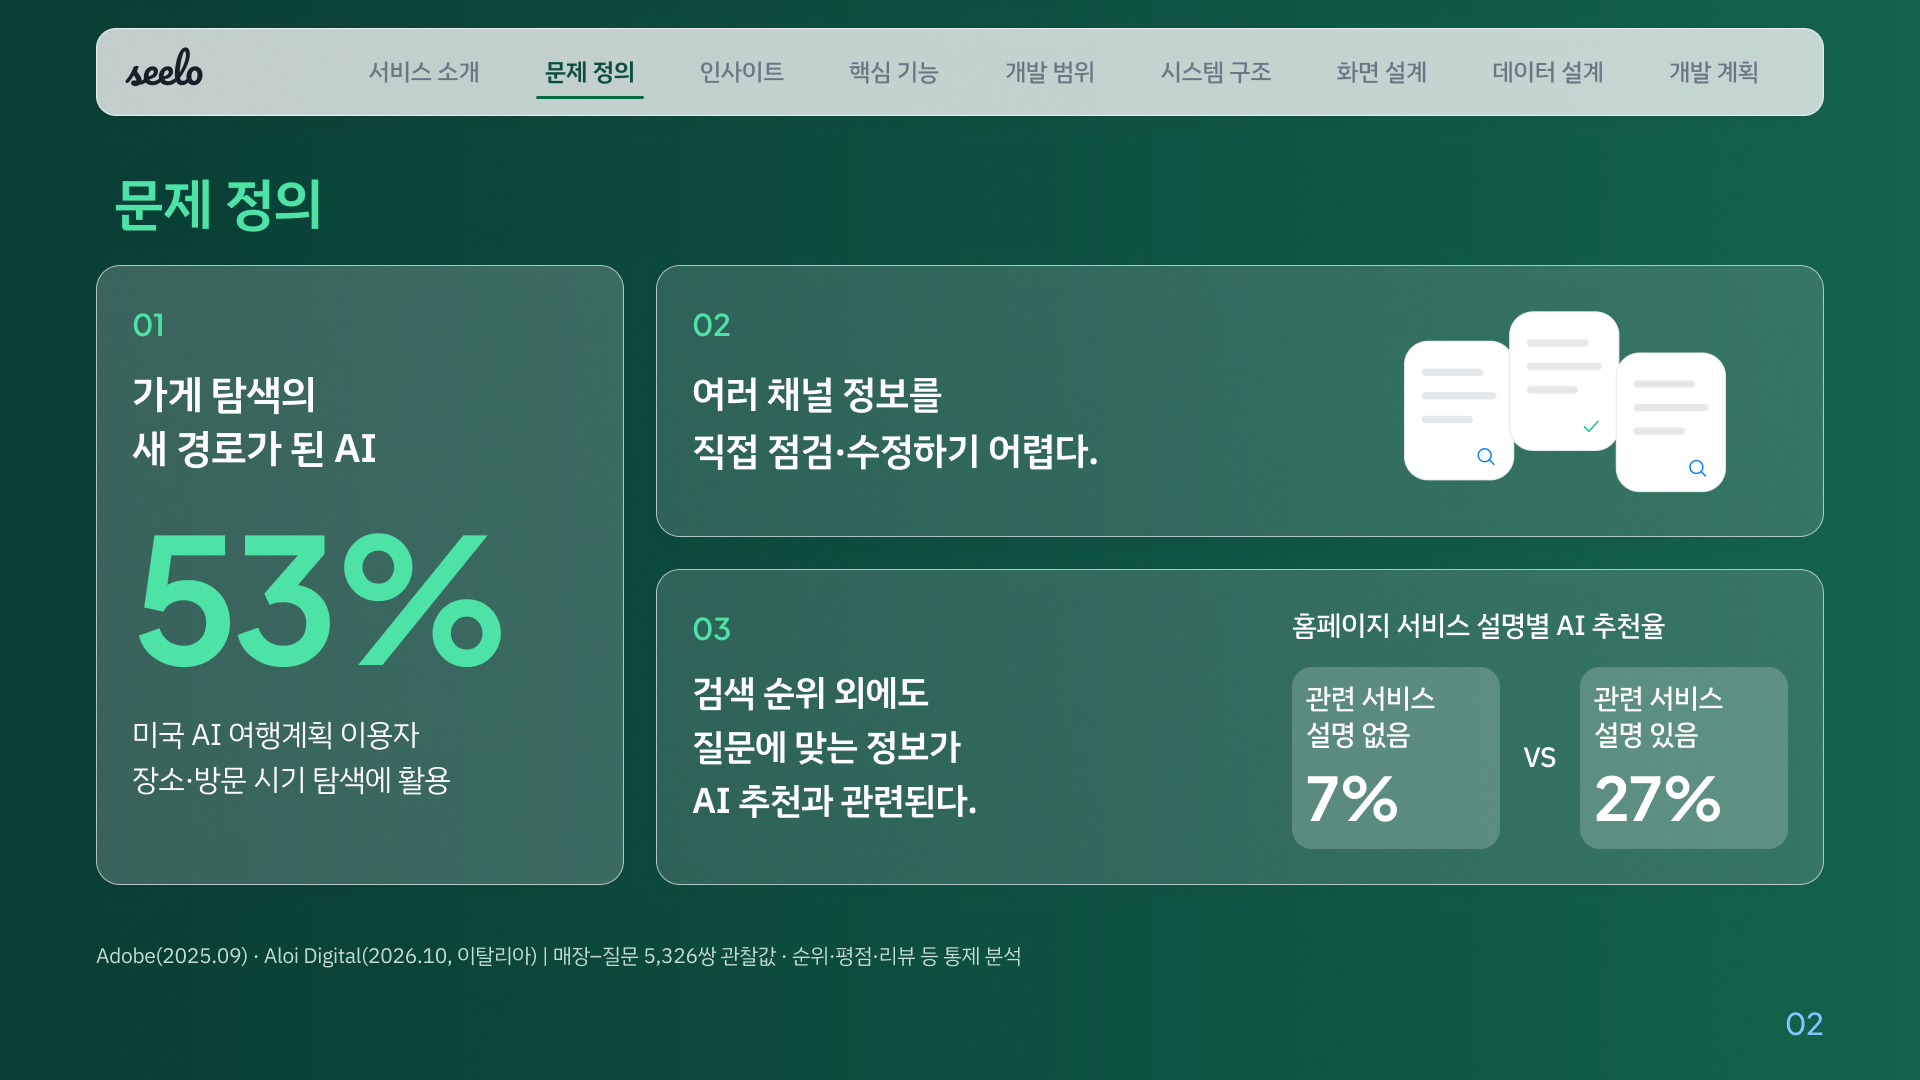 seelo
서비스 소개
문제 정의
인사이트
핵심 기능
개발 범위
시스템 구조
화면 설계
데이터 설계
개발 계획
문제 정의
01
가게 탐색의
새 경로가 된 AI
53%
미국 AI 여행계획 이용자
장소·방문 시기 탐색에 활용
02
여러 채널 정보를
직접 점검·수정하기 어렵다.
03
검색 순위 외에도
질문에 맞는 정보가
AI 추천과 관련된다.
홈페이지 서비스 설명별 AI 추천율
관련 서비스
설명 없음
7%
VS
관련 서비스
설명 있음
27%
Adobe(2025.09) · Aloi Digital(2026.10, 이탈리아) | 매장–질문 5,326쌍 관찰값 · 순위·평점·리뷰 등 통제 분석
02